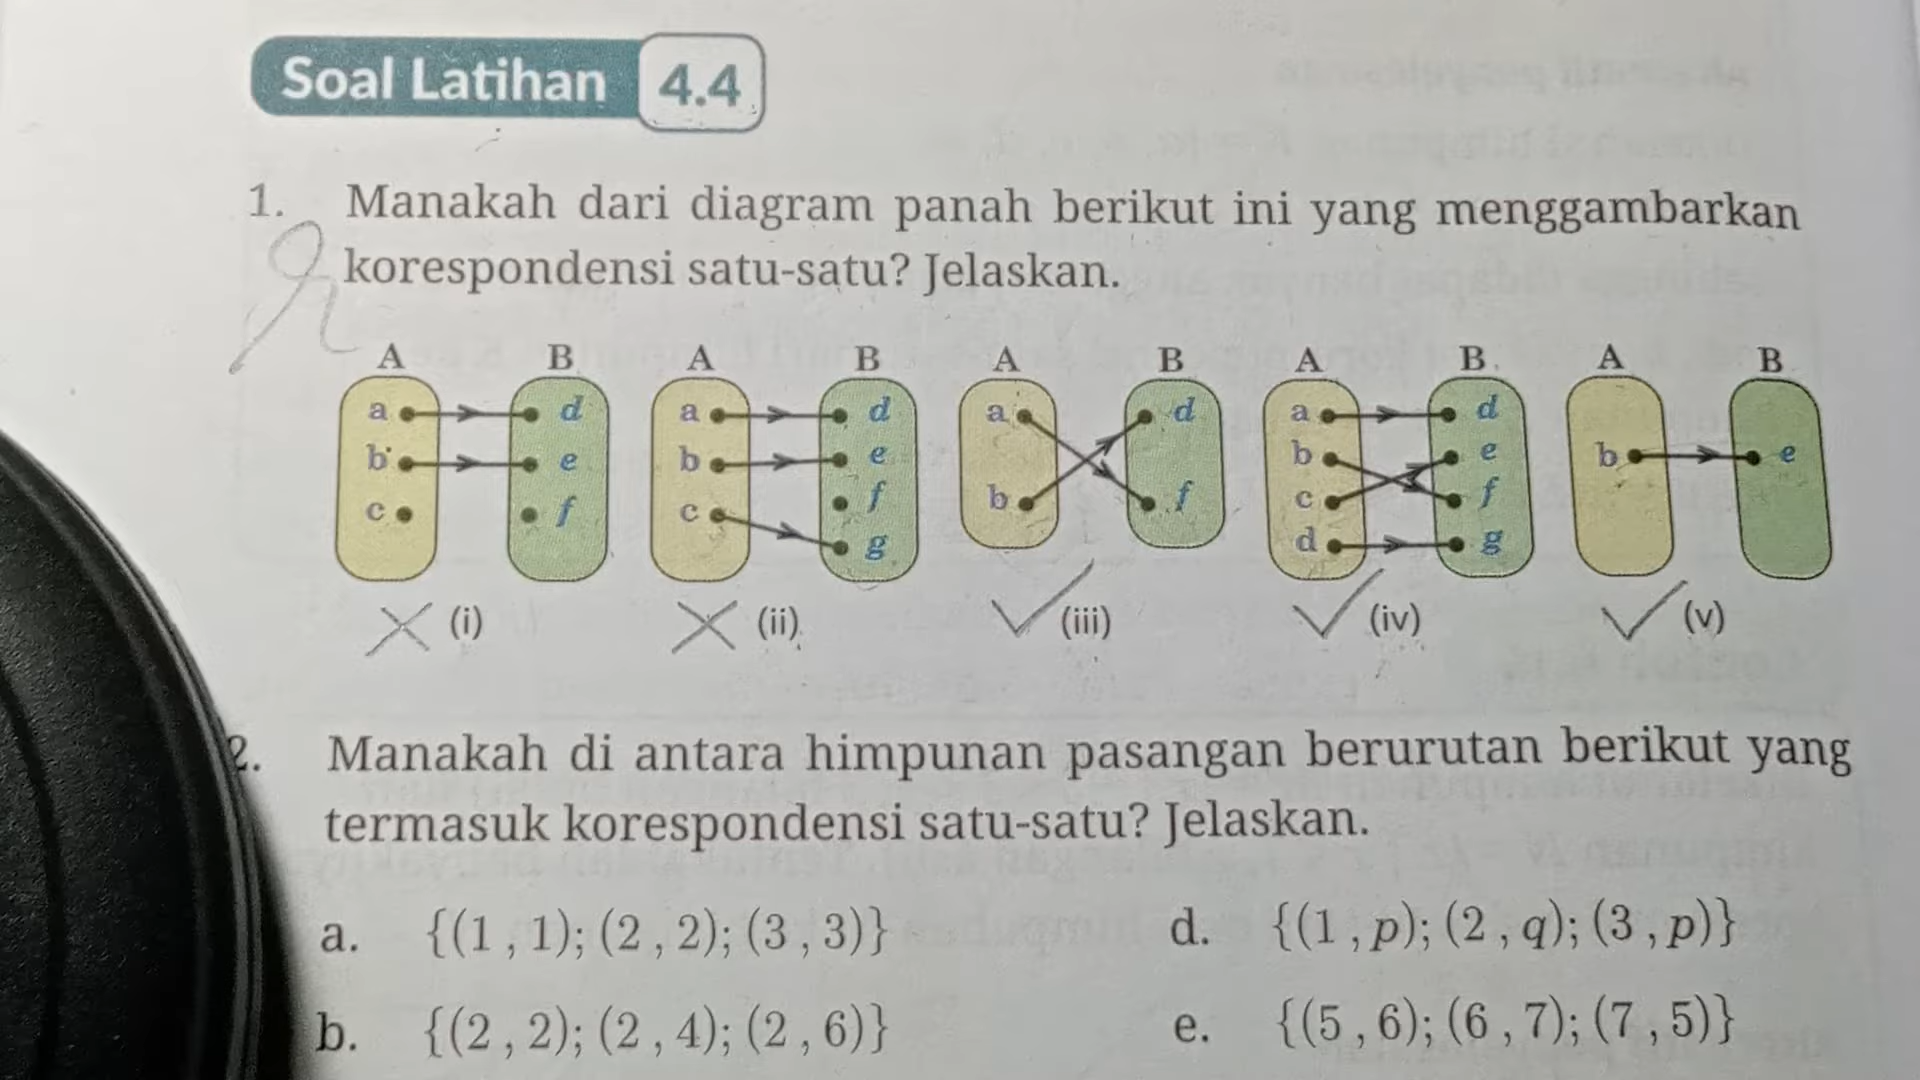 Soal Latihan 4.4
1. Manakah dari diagram panah berikut ini yang menggambarkan
korespondensi satu-satu? Jelaskan.
A B A B A B A B A B
a d a d a d a d
b e b e b e b e
c f c f b f c f
g d g
(i) (ii) (iii) (iv) (v)
2. Manakah di antara himpunan pasangan berurutan berikut yang
termasuk korespondensi satu-satu? Jelaskan.
a. {(1 , 1); (2 , 2); (3 , 3)} d. {(1 , p); (2 , q); (3 , p)}
b. {(2 , 2); (2 , 4); (2 , 6)} e. {(5 , 6); (6 , 7); (7 , 5)}